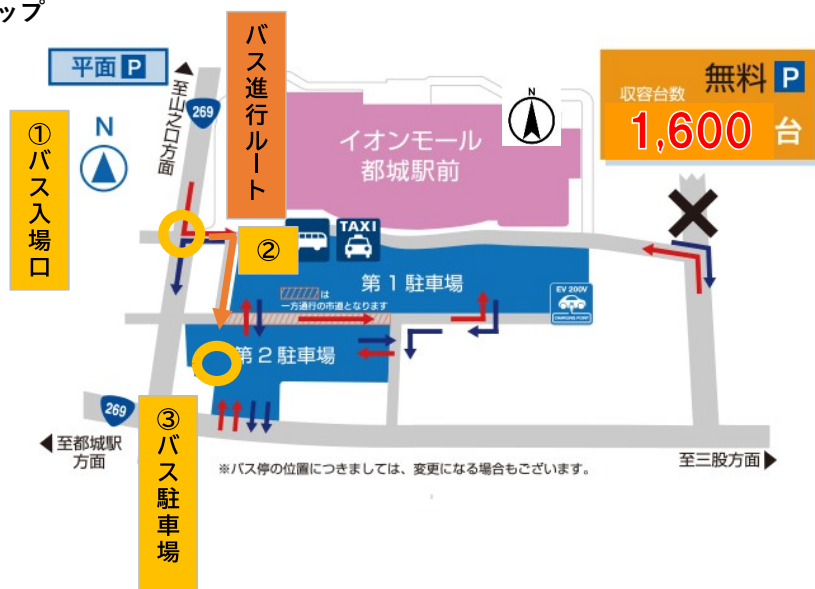 ップ
平面 P
至山之口方面
269
バス進行ルート
N
イオンモール
都城駅前
無料 P
収容台数
1,600 台
①バス入場口
N
②
TAXI
第1駐車場
は
一方通行の市道となります
EV 200V
CHARGING POINT
第2駐車場
269
至都城駅
方面
③バス駐車場
※バス停の位置につきましては、変更になる場合もございます。
至三股方面